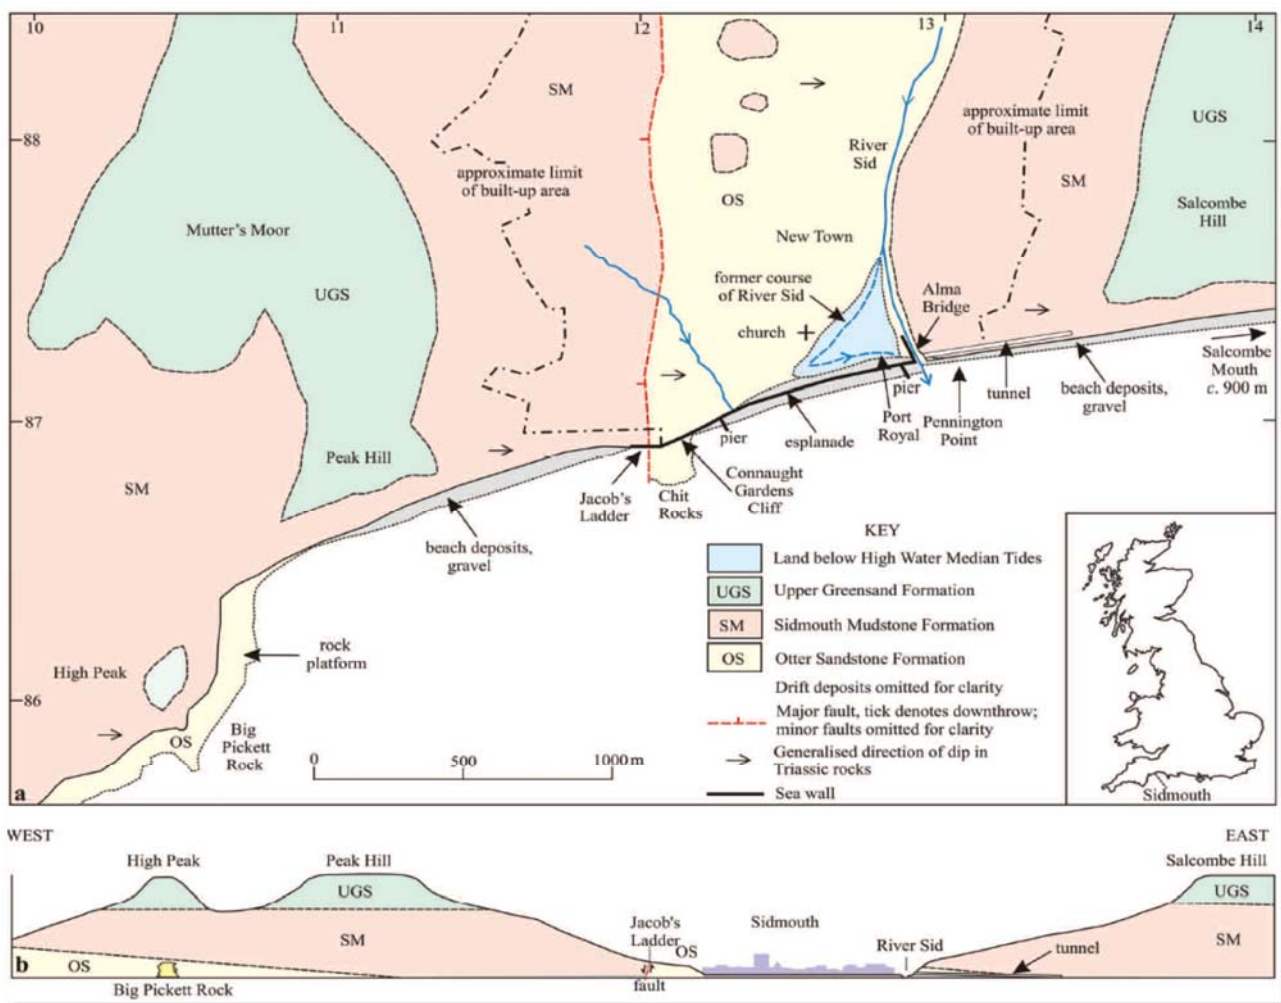 10
11
12
13
14
88
87
86
SM
approximate limit
of built-up area
River
Sid
approximate limit
of built-up area
UGS
SM
OS
Salcombe
Hill
Mutter's Moor
New Town
former course
of River Sid
UGS
Alma
Bridge
church
Salcombe
Mouth
c. 900 m
pier
tunnel
beach deposits,
gravel
Port
Royal
Pennington
Point
pier
esplanade
Peak Hill
SM
Jacob's
Ladder
Chit
Rocks
Connaught
Gardens
Cliff
beach deposits,
gravel
KEY
Land below High Water Median Tides
UGS Upper Greensand Formation
SM Sidmouth Mudstone Formation
OS Otter Sandstone Formation
Drift deposits omitted for clarity
Major fault, tick denotes downthrow;
minor faults omitted for clarity
Generalised direction of dip in
Triassic rocks
Sea wall
rock
platform
High Peak
Big
Pickett
Rock
OS
0 500 1000 m
Sidmouth
a
WEST
EAST
High Peak
Peak Hill
Salcombe Hill
UGS
UGS
Jacob's
Ladder
OS
Sidmouth
SM
River Sid
tunnel
SM
b
OS
fault
Big Pickett Rock